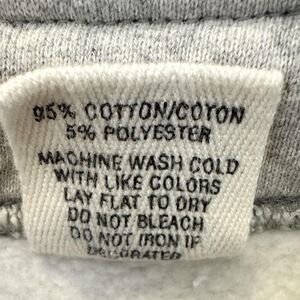 95% COTTON/COTON
5% POLYESTER
MACHINE WASH COLD
WITH LIKE COLORS
LAY FLAT TO DRY
DO NOT BLEACH
DO NOT IRON IF
DECORATED